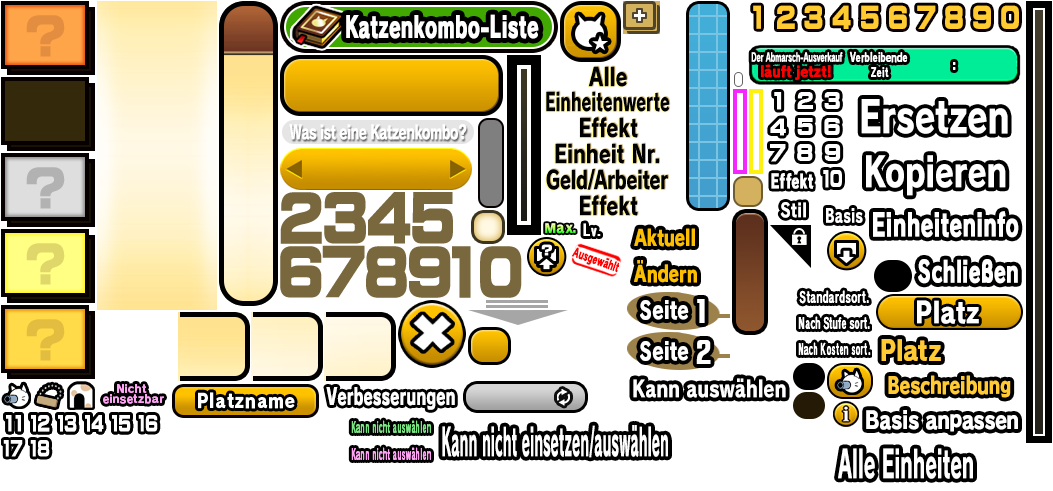 ?
?
?
?
Katzenkombo-Liste
Was ist eine Katzenkombo?
2345
678910
Alle
Einheitenwerte
Effekt
Einheit Nr.
Geld/Arbeiter
Effekt
Max. Lv.
?
Ausgewählt
Aktuell
Ändern
Seite 1
Seite 2
Kann auswählen
1234567890
Der Abmarsch-Ausverkauf
läuft jetzt!
Verbleibende
Zeit
:
1 2 3
4 5 6
7 8 9
Effekt 10
Stil
Basis
Ersetzen
Kopieren
Einheiteninfo
Schließen
Standardsort.
Nach Stufe sort.
Nach Kosten sort.
Platz
Platz
Beschreibung
i
Basis anpassen
Alle Einheiten
Nicht
einsetzbar
11 12 13 14 15 16
17 18
Platzname
Verbesserungen
Kann nicht auswählen
Kann nicht auswählen
Kann nicht einsetzen/auswählen